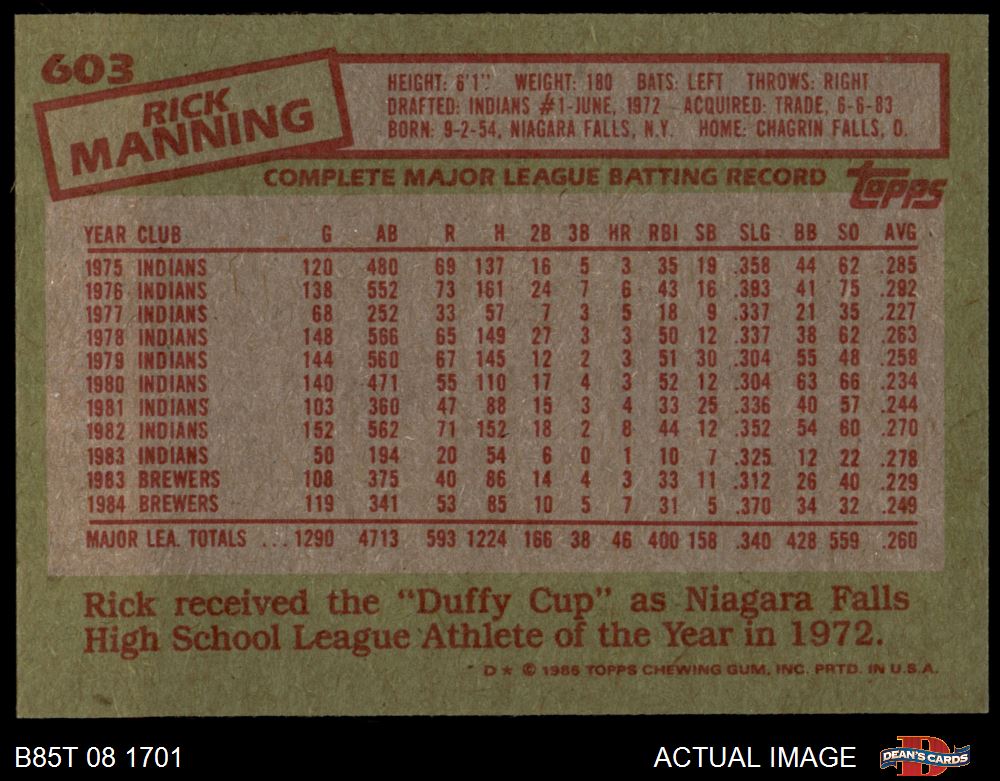 603
RICK
MANNING
HEIGHT: 6'1" WEIGHT: 180 BATS: LEFT THROWS: RIGHT
DRAFTED: INDIANS #1-JUNE, 1972 ACQUIRED: TRADE, 6-6-83
BORN: 9-2-54, NIAGARA FALLS, N.Y. HOME: CHAGRIN FALLS, O.
COMPLETE MAJOR LEAGUE BATTING RECORD topps
YEAR CLUB G AB R H 2B 3B HR RBI SB SLG BB SO AVG
1975 INDIANS 120 480 69 137 16 5 3 35 19 .358 44 62 .285
1976 INDIANS 138 552 73 161 24 7 6 43 16 .393 41 75 .292
1977 INDIANS 68 252 33 57 7 3 5 18 9 .337 21 35 .227
1978 INDIANS 148 566 65 149 27 3 3 50 12 .337 38 62 .263
1979 INDIANS 144 560 67 145 12 2 3 51 30 .304 55 48 .259
1980 INDIANS 140 471 55 110 17 4 3 52 12 .304 63 66 .234
1981 INDIANS 103 360 47 88 15 3 4 33 25 .336 40 57 .244
1982 INDIANS 152 562 71 152 18 2 8 44 12 .352 54 60 .270
1983 INDIANS 50 194 20 54 6 0 1 10 7 .325 12 22 .278
1983 BREWERS 108 375 40 86 14 4 3 33 11 .312 26 40 .229
1984 BREWERS 119 341 53 85 10 5 7 31 5 .370 34 32 .249
MAJOR LEA. TOTALS ... 1290 4713 593 1224 166 38 46 400 158 .340 428 559 .260
Rick received the "Duffy Cup" as Niagara Falls
High School League Athlete of the Year in 1972.
D * © 1985 TOPPS CHEWING GUM, INC. PRTD. IN U.S.A.
B85T 08 1701 ACTUAL IMAGE DEAN'S CARDS